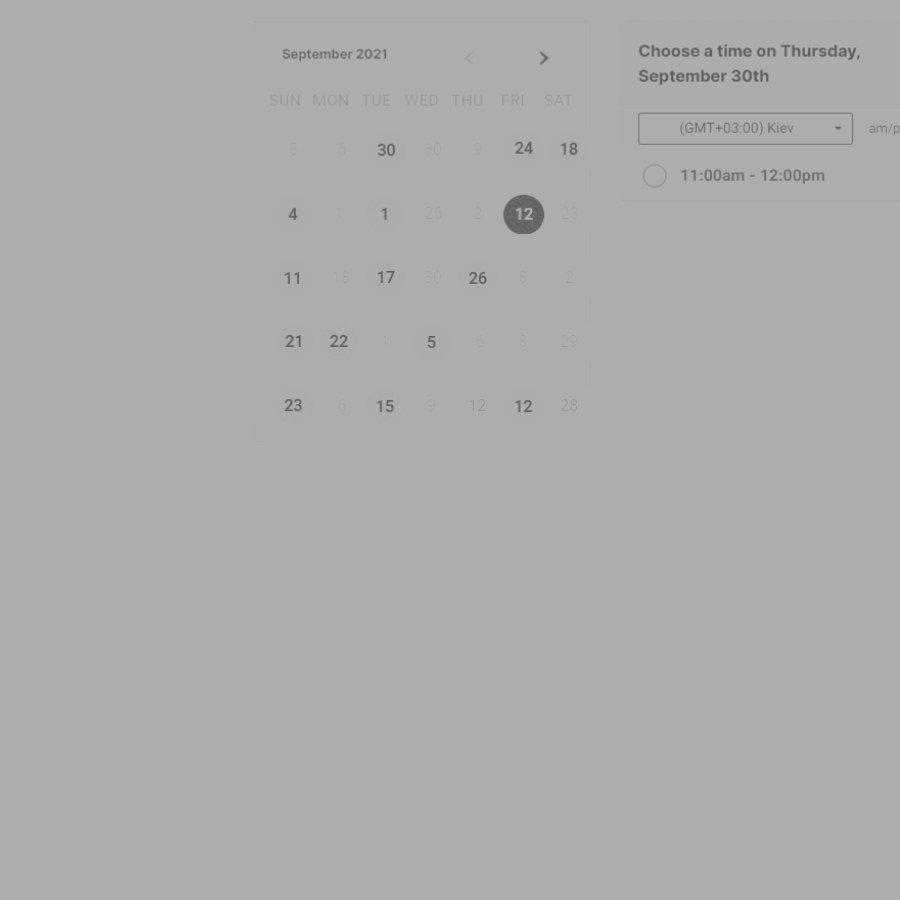 September 2021
SUN MON TUE WED THU FRI SAT
8 6 30 30 9 24 18
4 1 1 26 2 12 23
11 18 17 30 26 8 2
21 22 1 5 6 8 29
23 6 15 9 12 12 28
Choose a time on Thursday,
September 30th
(GMT+03:00) Kiev am/p
11:00am - 12:00pm